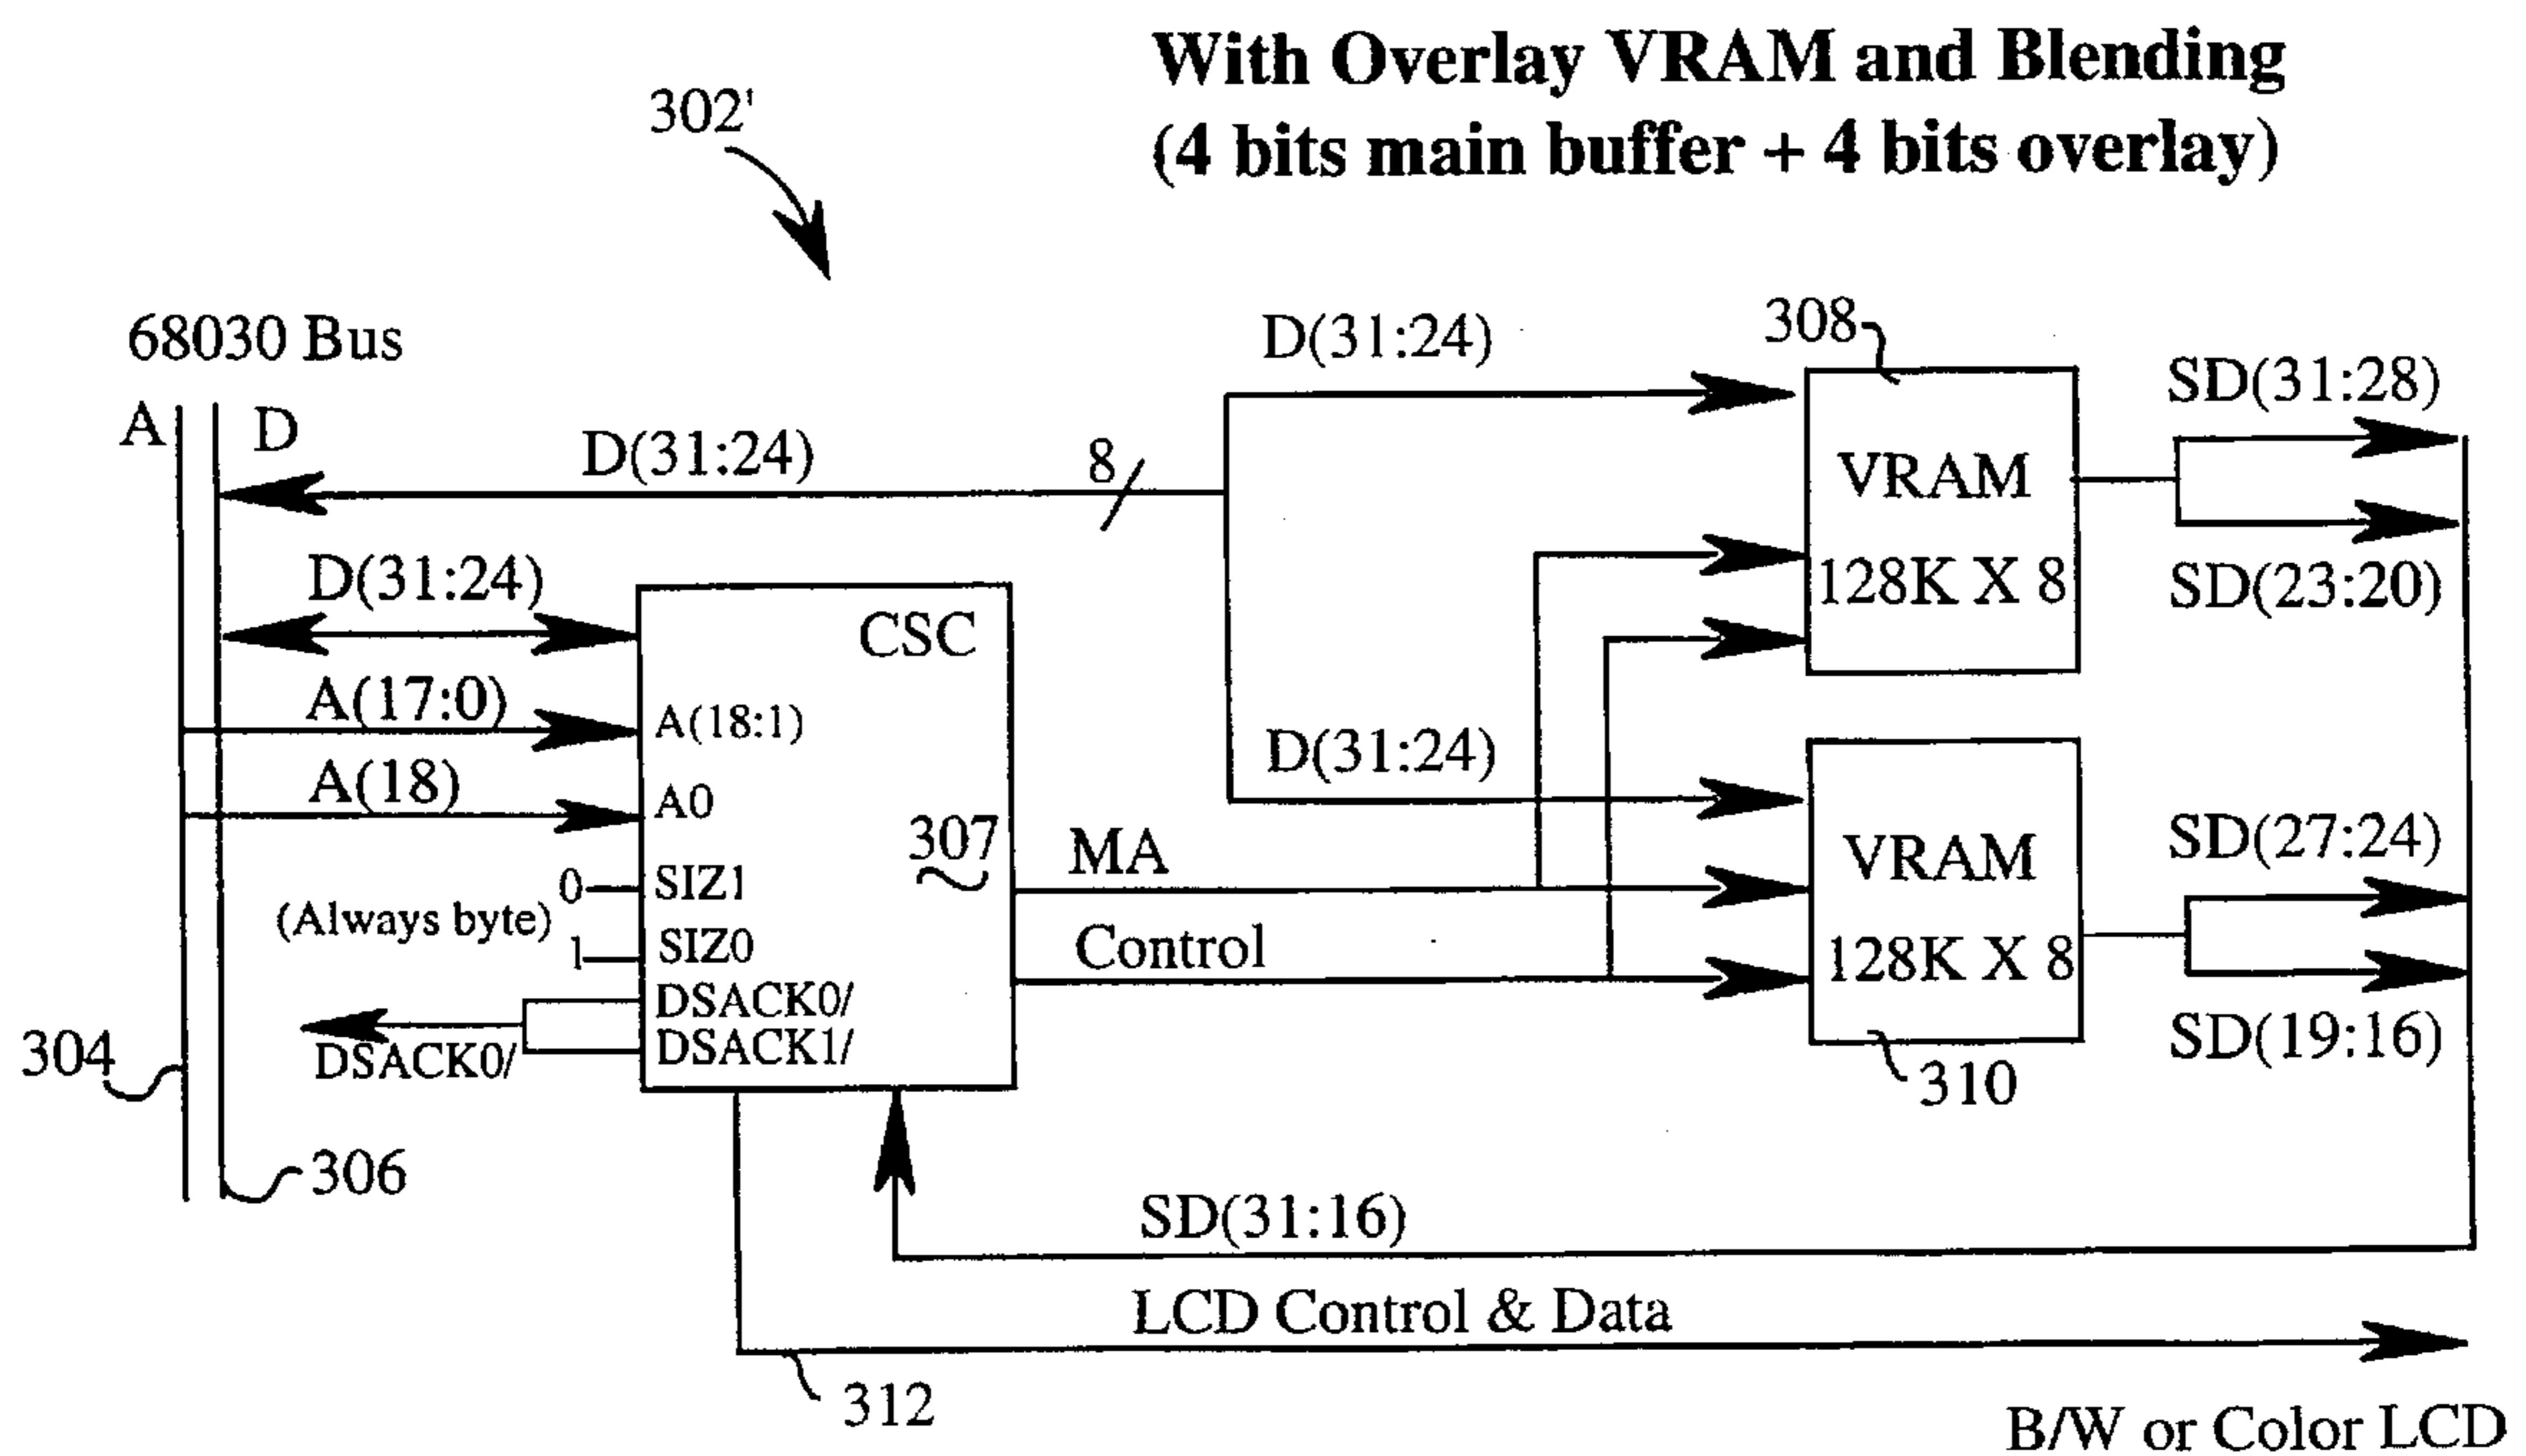 With Overlay VRAM and Blending
(4 bits main buffer + 4 bits overlay)
302'
68030 Bus
A
D
D(31:24)
8
D(31:24)
308
VRAM
128K X 8
SD(31:28)
SD(23:20)
D(31:24)
CSC
A(17:0)
A(18:1)
A(18)
A0
307
0
SIZ1
(Always byte)
1
SIZ0
DSACK0/
DSACK1/
DSACK0/
304
306
D(31:24)
MA
Control
VRAM
128K X 8
310
SD(27:24)
SD(19:16)
SD(31:16)
LCD Control & Data
312
B/W or Color LCD